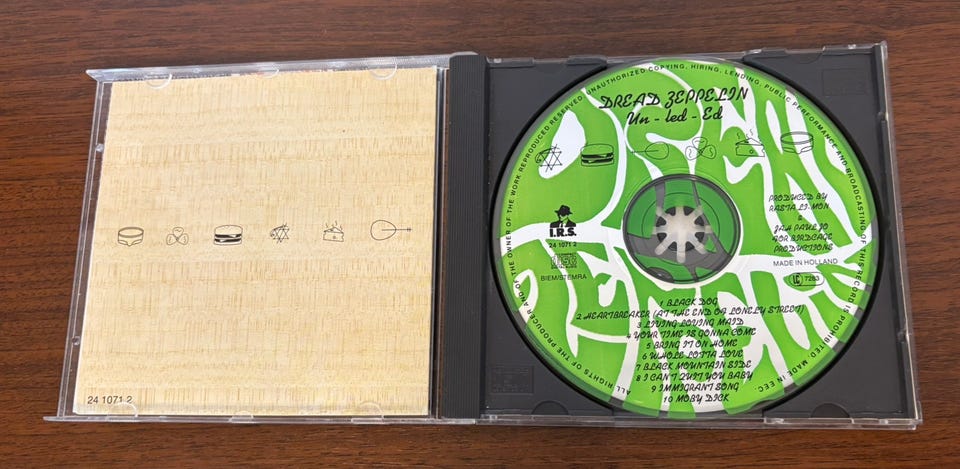 24 1071 2
ALL RIGHTS OF THE PRODUCER AND OF THE OWNER OF THE WORK REPRODUCED RESERVED. UNAUTHORIZED COPYING, HIRING, LENDING, PUBLIC PERFORMANCE AND BROADCASTING OF THIS RECORD IS PROHIBITED. MADE IN EEC.
DREAD ZEPPELIN
Un - led - Ed
I.R.S.
24 1071 2
BIEM/STEMRA
PRODUCED BY
RASTA LI-MON
&
JAH PAUL JO
FOR BIRDCAGE
PRODUCTIONS
MADE IN HOLLAND
LC 7293
1 BLACK DOG
2 HEARTBREAKER (AT THE END OF LONELY STREET)
3 LIVING LOVING MAID
4 YOUR TIME IS GONNA COME
5 BRING IT ON HOME
6 WHOLE LOTTA LOVE
7 BLACK MOUNTAIN SIDE
8 I CAN'T QUIT YOU BABY
9 IMMIGRANT SONG
10 MOBY DICK